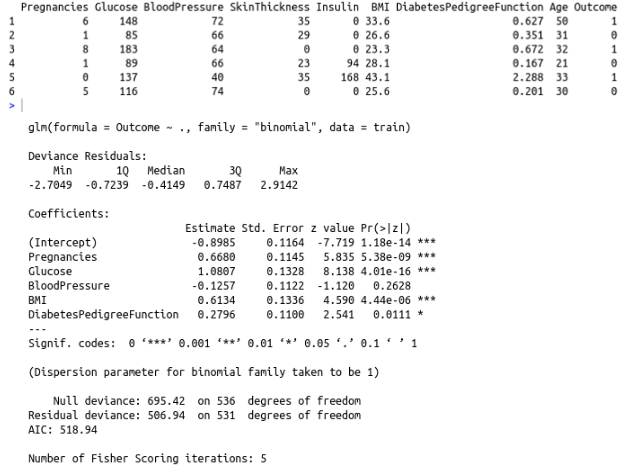 Pregnancies Glucose BloodPressure SkinThickness Insulin BMI DiabetesPedigreeFunction Age Outcome
1 6 148 72 35 0 33.6 0.627 50 1
2 1 85 66 29 0 26.6 0.351 31 0
3 8 183 64 0 0 23.3 0.672 32 1
4 1 89 66 23 94 28.1 0.167 21 0
5 0 137 40 35 168 43.1 2.288 33 1
6 5 116 74 0 0 25.6 0.201 30 0
>
glm(formula = Outcome ~ ., family = "binomial", data = train)
Deviance Residuals:
Min 1Q Median 3Q Max
-2.7049 -0.7239 -0.4149 0.7487 2.9142
Coefficients:
Estimate Std. Error z value Pr(>|z|)
(Intercept) -0.8985 0.1164 -7.719 1.18e-14 ***
Pregnancies 0.6680 0.1145 5.835 5.38e-09 ***
Glucose 1.0807 0.1328 8.138 4.01e-16 ***
BloodPressure -0.1257 0.1122 -1.120 0.2628
BMI 0.6134 0.1336 4.590 4.44e-06 ***
DiabetesPedigreeFunction 0.2796 0.1100 2.541 0.0111 *
---
Signif. codes: 0 ‘***’ 0.001 ‘**’ 0.01 ‘*’ 0.05 ‘.’ 0.1 ‘ ’ 1
(Dispersion parameter for binomial family taken to be 1)
Null deviance: 695.42 on 536 degrees of freedom
Residual deviance: 506.94 on 531 degrees of freedom
AIC: 518.94
Number of Fisher Scoring iterations: 5